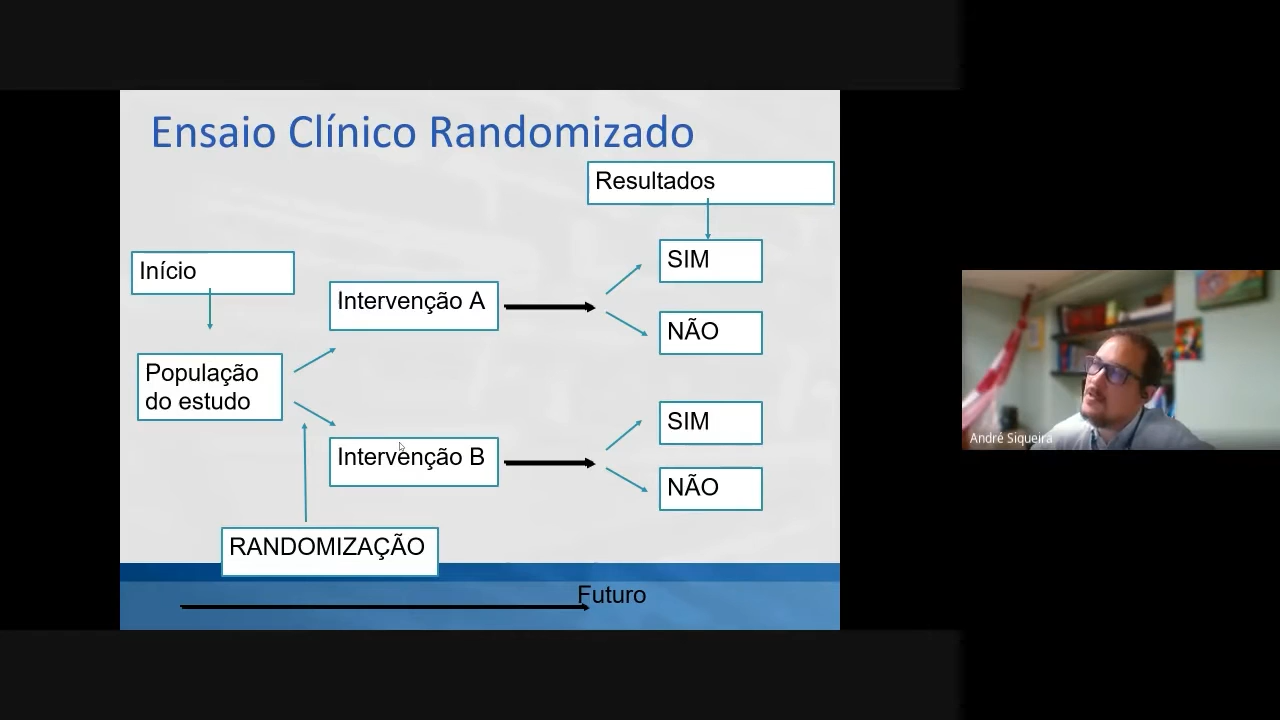 Ensaio Clínico Randomizado
Resultados
Início
SIM
Intervenção A
NÃO
População
do estudo
SIM
Intervenção B
NÃO
RANDOMIZAÇÃO
Futuro
André Siqueira